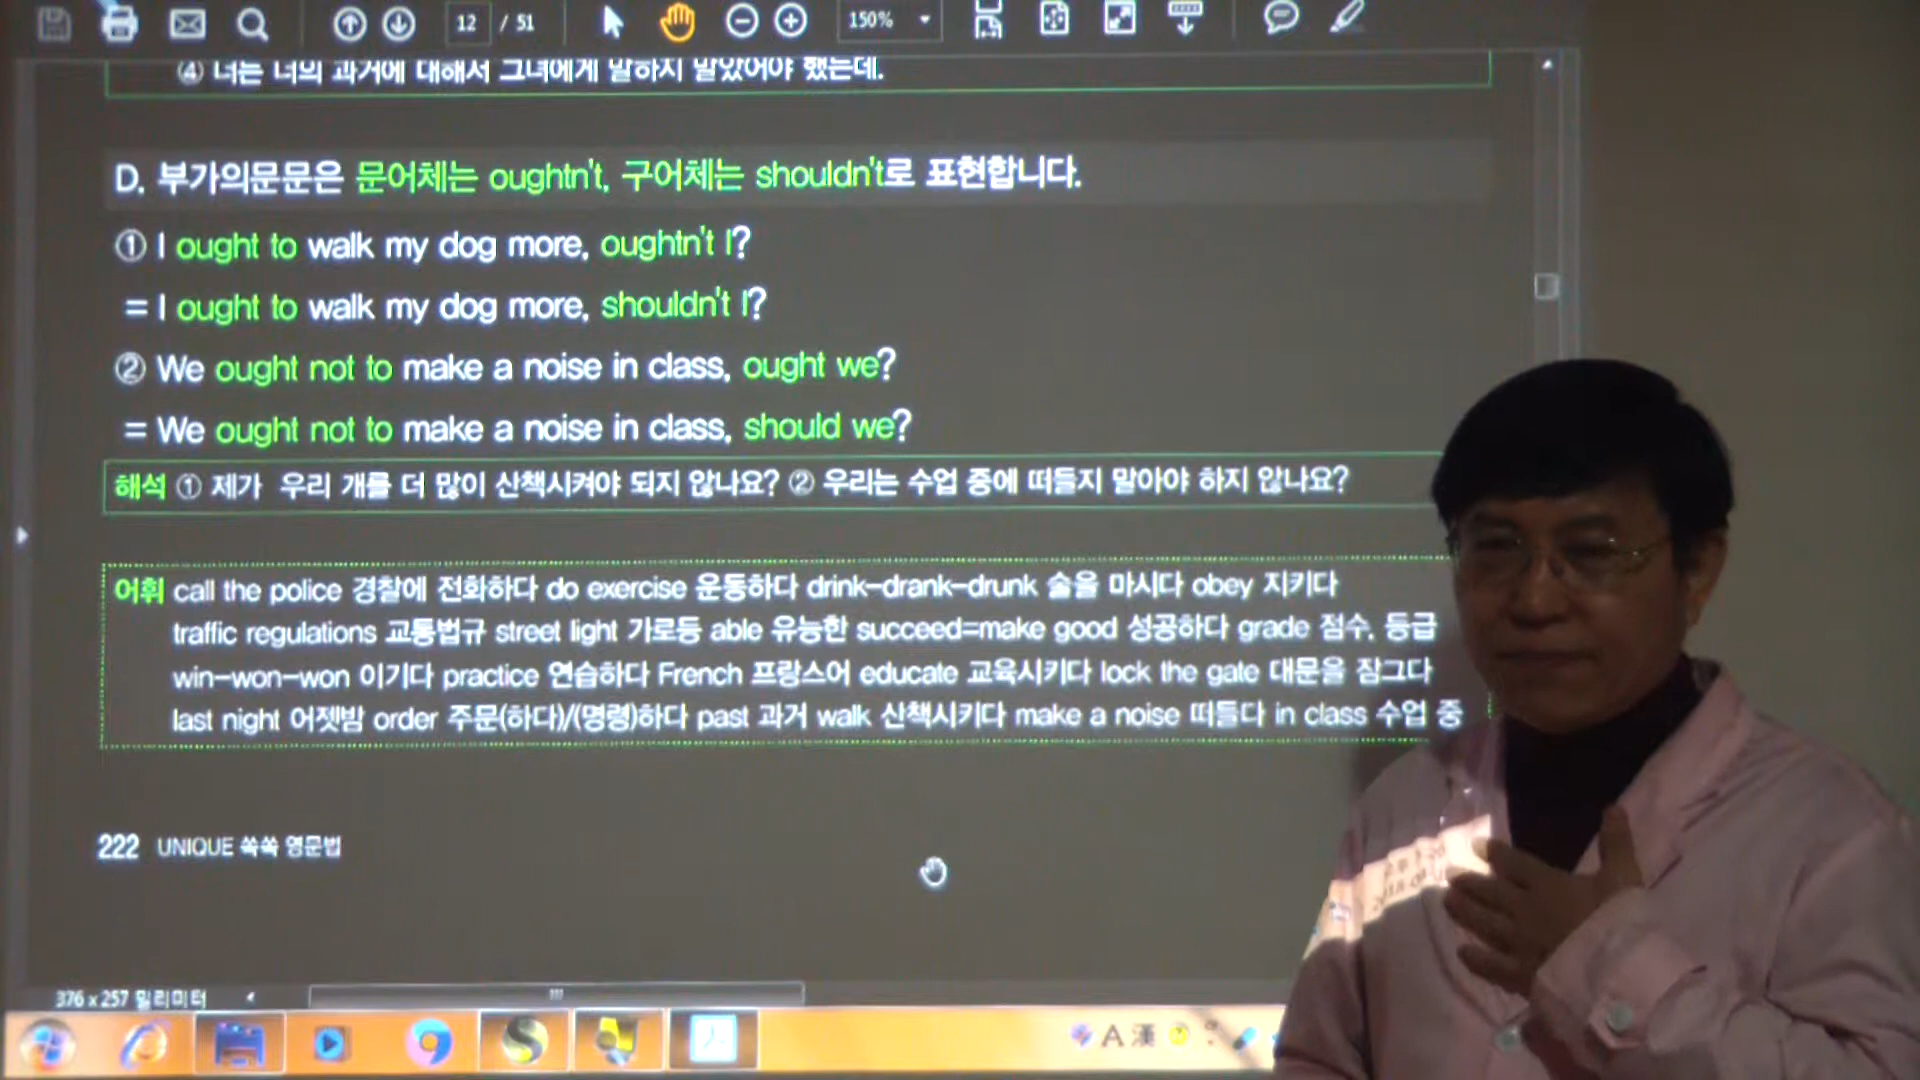 12 / 51 150%
④ 너는 너의 과거에 대해서 그녀에게 말하지 말았어야 했는데.
D. 부가의문문은 문어체는 oughtn't, 구어체는 shouldn't로 표현합니다.
① I ought to walk my dog more, oughtn't I?
= I ought to walk my dog more, shouldn't I?
② We ought not to make a noise in class, ought we?
= We ought not to make a noise in class, should we?
해석 ① 제가 우리 개를 더 많이 산책시켜야 되지 않나요? ② 우리는 수업 중에 떠들지 말아야 하지 않나요?
어휘 call the police 경찰에 전화하다 do exercise 운동하다 drink-drank-drunk 술을 마시다 obey 지키다
traffic regulations 교통법규 street light 가로등 able 유능한 succeed=make good 성공하다 grade 점수, 등급
win-won-won 이기다 practice 연습하다 French 프랑스어 educate 교육시키다 lock the gate 대문을 잠그다
last night 어젯밤 order 주문(하다)/(명령)하다 past 과거 walk 산책시키다 make a noise 떠들다 in class 수업 중
222 UNIQUE 쏙쏙 영문법
376 x 257 밀리미터
A 漢